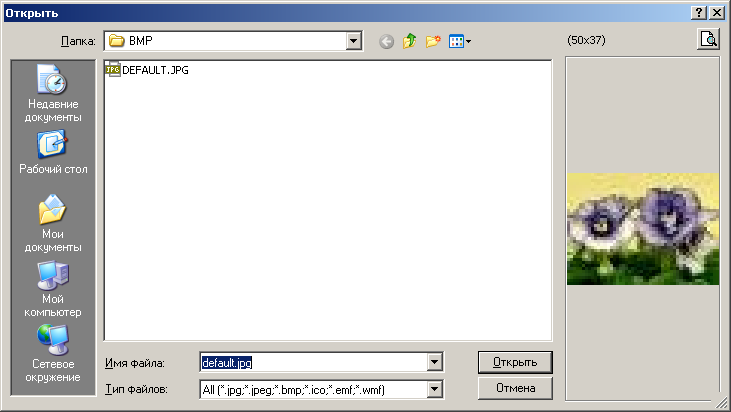 Открыть
Папка: BMP (50x37)
JPG DEFAULT.JPG
Недавние
документы
Рабочий стол
Мои
документы
Мой
компьютер
Сетевое
окружение
Имя файла: default.jpg Открыть
Тип файлов: All (*.jpg;*.jpeg;*.bmp;*.ico;*.emf;*.wmf) Отмена